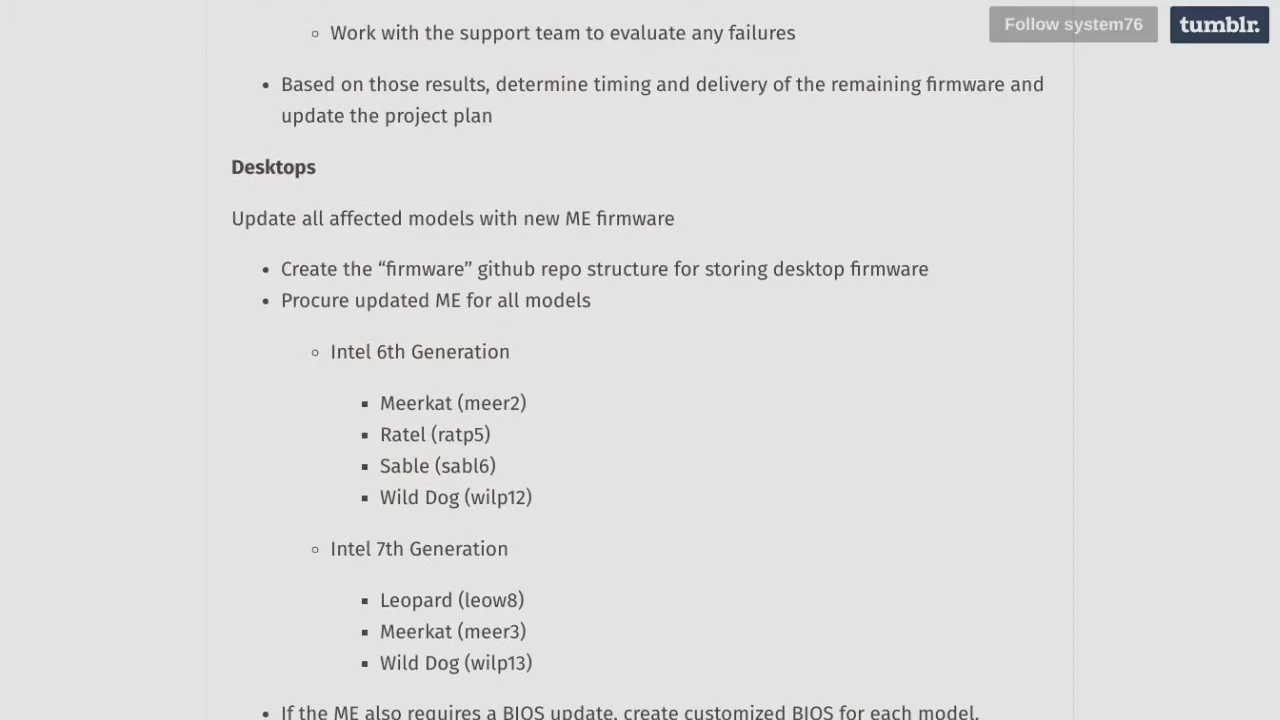 Follow system76
tumblr.
Work with the support team to evaluate any failures
Based on those results, determine timing and delivery of the remaining firmware and
update the project plan
Desktops
Update all affected models with new ME firmware
Create the “firmware” github repo structure for storing desktop firmware
Procure updated ME for all models
Intel 6th Generation
Meerkat (meer2)
Ratel (ratp5)
Sable (sabl6)
Wild Dog (wilp12)
Intel 7th Generation
Leopard (leow8)
Meerkat (meer3)
Wild Dog (wilp13)
If the ME also requires a BIOS update, create customized BIOS for each model.